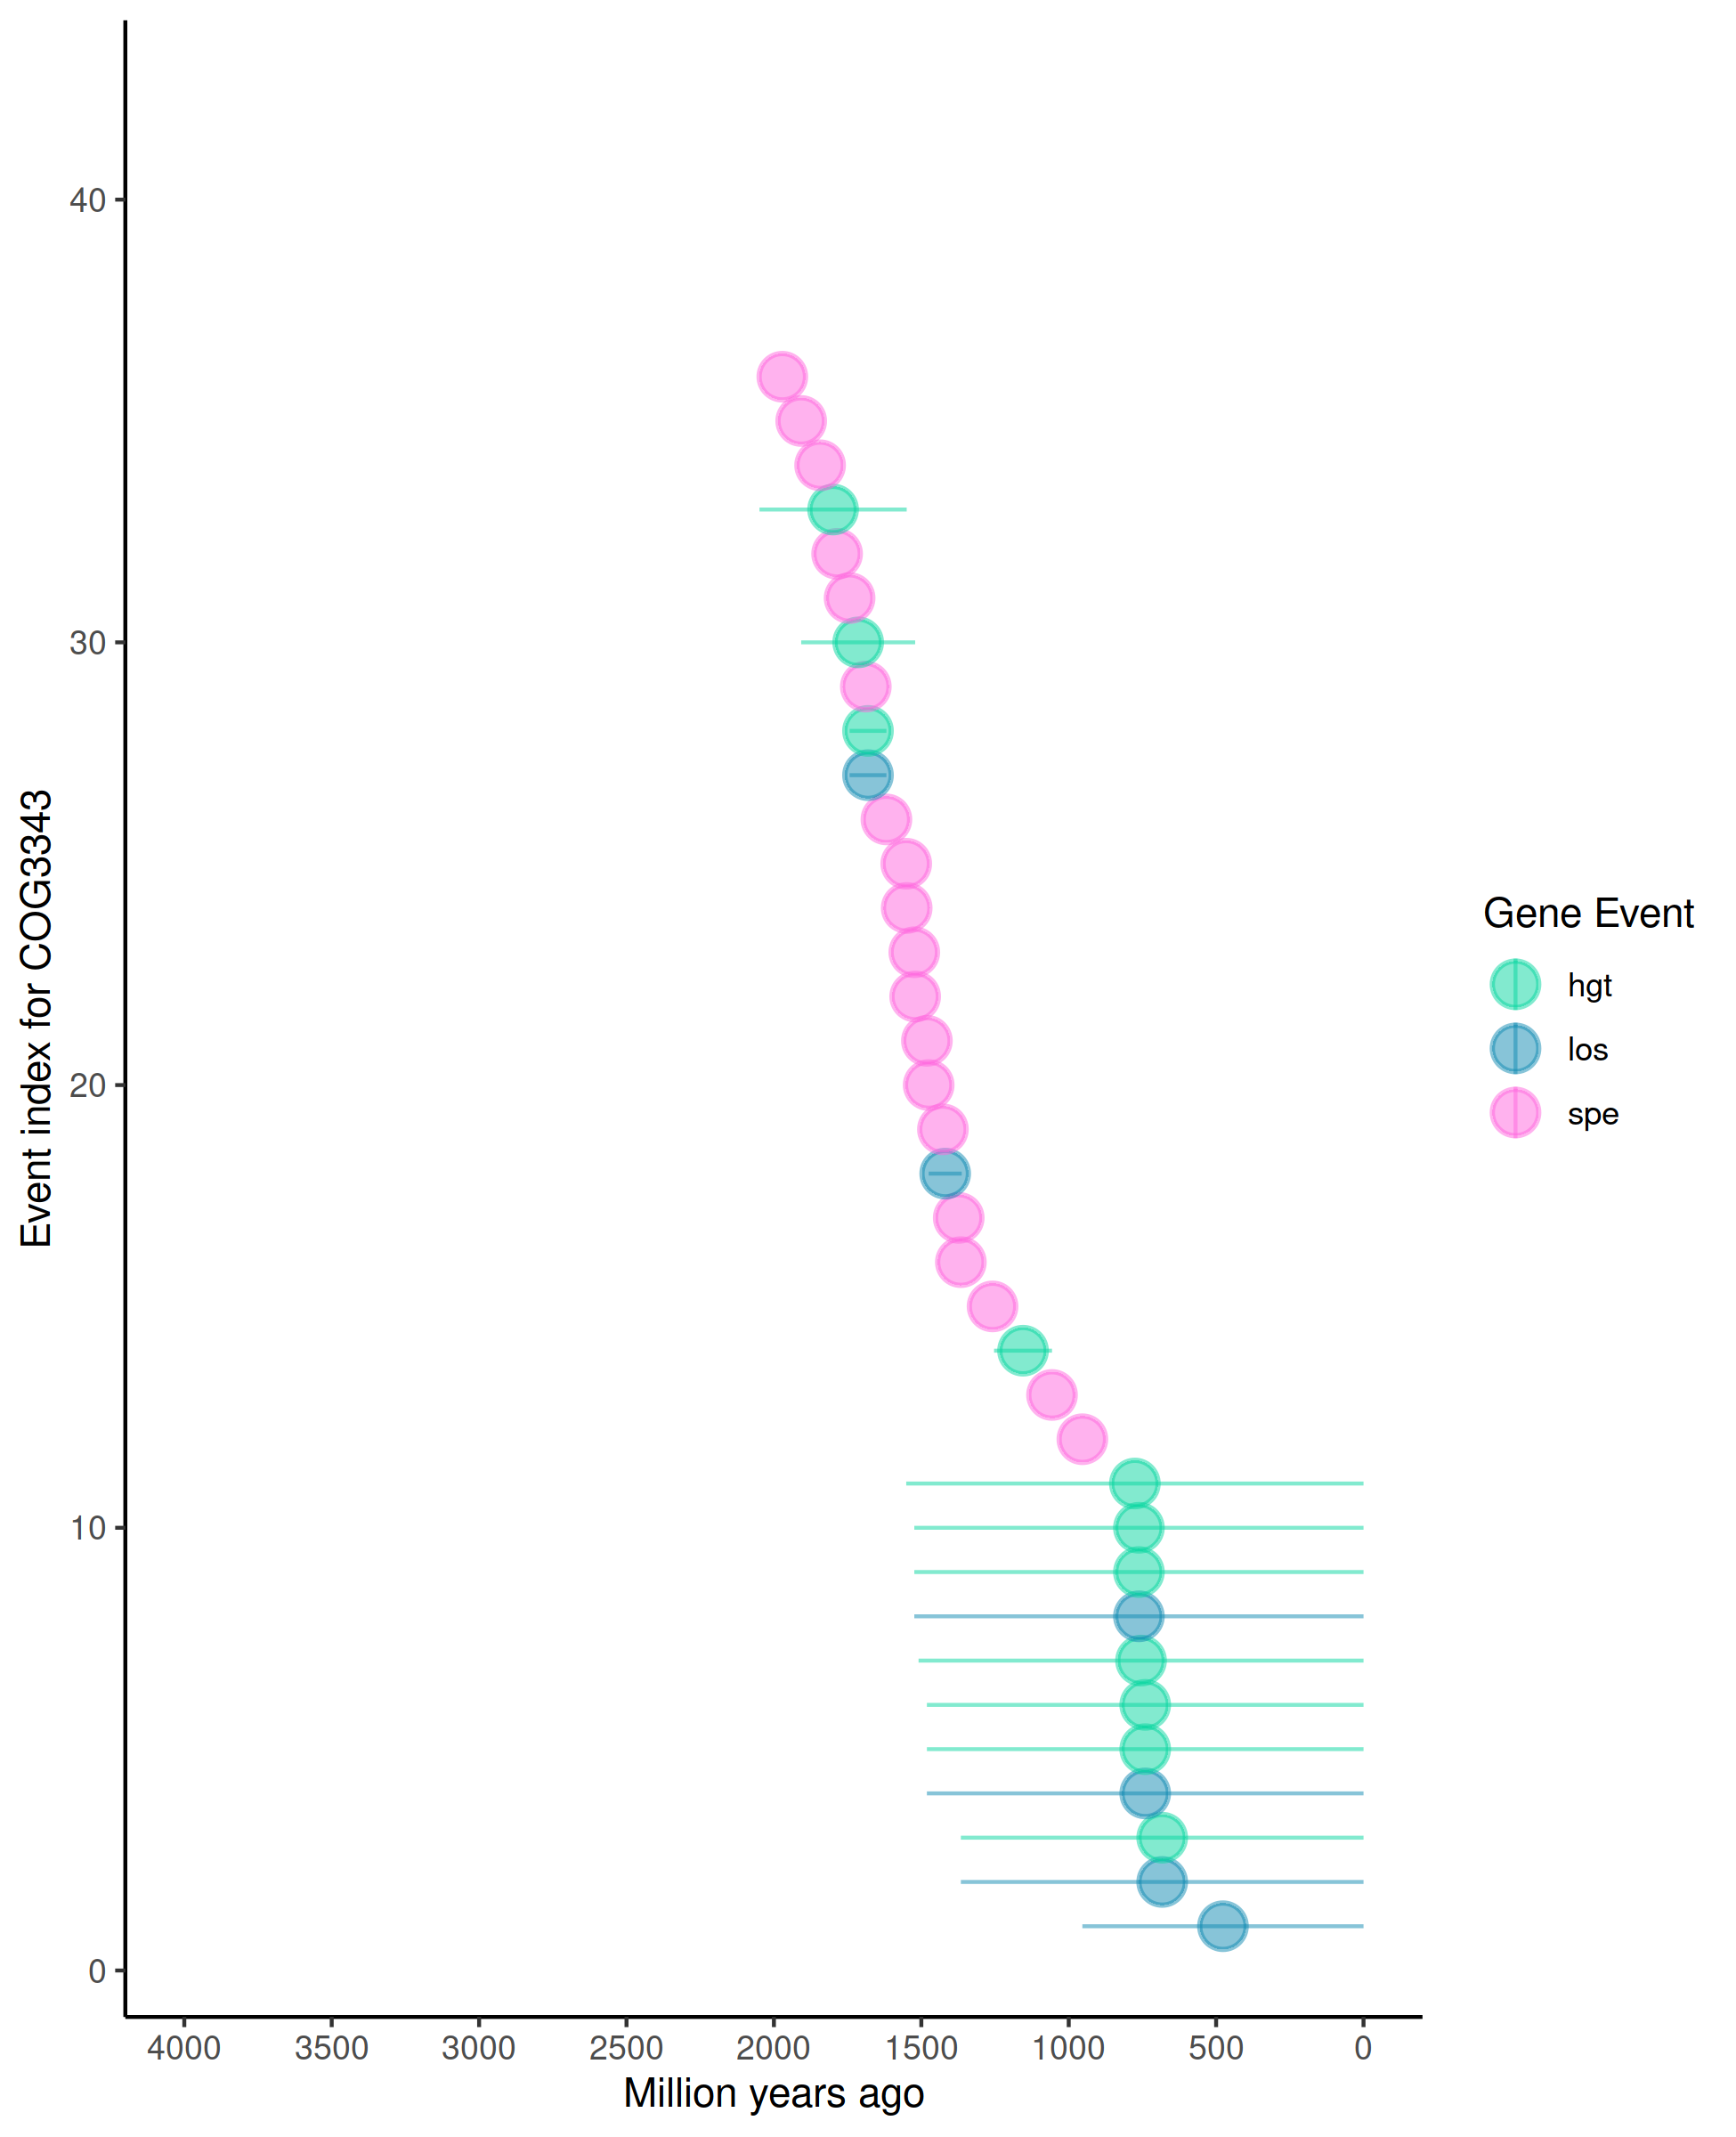 40
30
20
10
0
Event index for COG3343
4000 3500 3000 2500 2000 1500 1000 500 0
Million years ago
Gene Event
hgt
los
spe